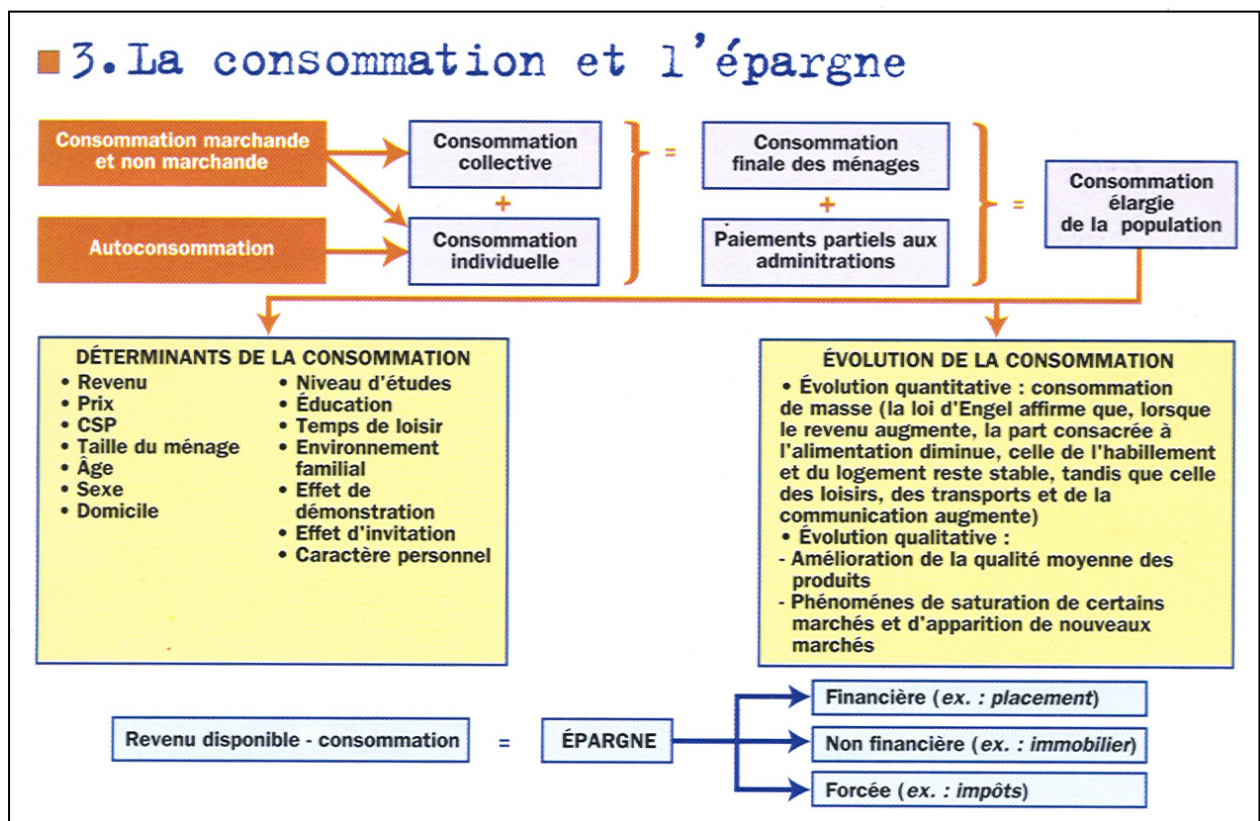 3. La consommation et l'épargne
Consommation marchande
et non marchande
Consommation
collective
=
Consommation
finale des ménages
Consommation
élargie
de la population
+
+
=
Autoconsommation
Consommation
individuelle
Paiements partiels aux
adminitrations
DÉTERMINANTS DE LA CONSOMMATION
• Revenu
• Prix
• CSP
• Taille du ménage
• Âge
• Sexe
• Domicile
• Niveau d'études
• Éducation
• Temps de loisir
• Environnement
familial
• Effet de
démonstration
• Effet d'invitation
• Caractère personnel
ÉVOLUTION DE LA CONSOMMATION
• Évolution quantitative : consommation
de masse (la loi d'Engel affirme que, lorsque
le revenu augmente, la part consacrée à
l'alimentation diminue, celle de l'habillement
et du logement reste stable, tandis que celle
des loisirs, des transports et de la
communication augmente)
• Évolution qualitative :
- Amélioration de la qualité moyenne des
produits
- Phénoménes de saturation de certains
marchés et d'apparition de nouveaux
marchés
Revenu disponible - consommation
=
ÉPARGNE
Financière (ex. : placement)
Non financière (ex. : immobilier)
Forcée (ex. : impôts)